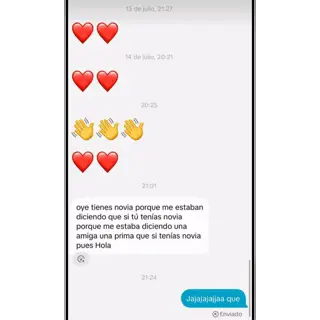 13 de julio, 21:27
❤️❤️
14 de julio, 20:21
❤️❤️
20:25
👋👋👋
❤️❤️
21:01
oye tienes novia porque me estaban
diciendo que si tú tenías novia
porque me estaba diciendo una
amiga una prima que si tenías novia
pues Hola
21:24
Jajajajajjaa que
Enviado